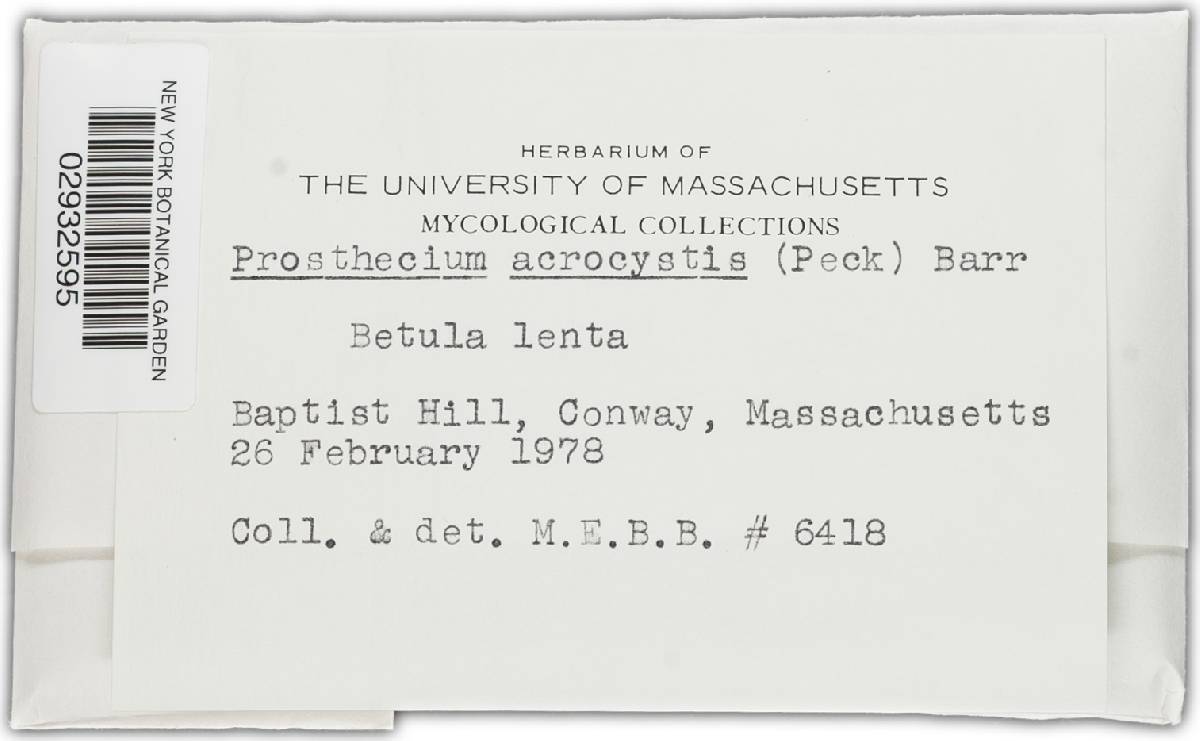 NEW YORK BOTANICAL GARDEN
02932595
HERBARIUM OF
THE UNIVERSITY OF MASSACHUSETTS
MYCOLOGICAL COLLECTIONS
Prosthecium acrocystis (Peck) Barr
Betula lenta
Baptist Hill, Conway, Massachusetts
26 February 1978
Coll. & det. M.E.B.B. # 6418